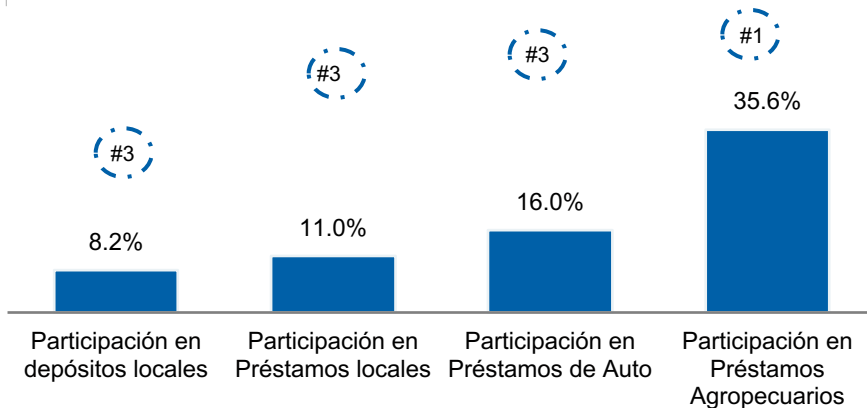 #1
#3
#3
35.6%
#3
16.0%
11.0%
8.2%
Participación en
depósitos locales
Participación en
Préstamos locales
Participación en
Préstamos de Auto
Participación en
Préstamos
Agropecuarios